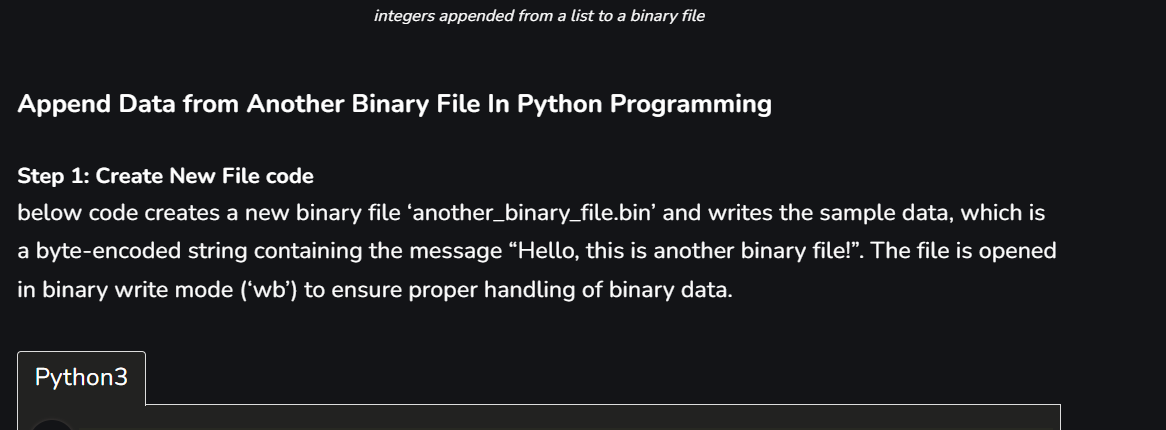 integers appended from a list to a binary file
Append Data from Another Binary File In Python Programming
Step 1: Create New File code
below code creates a new binary file ‘another_binary_file.bin’ and writes the sample data, which is
a byte-encoded string containing the message “Hello, this is another binary file!”. The file is opened
in binary write mode (‘wb’) to ensure proper handling of binary data.
Python3